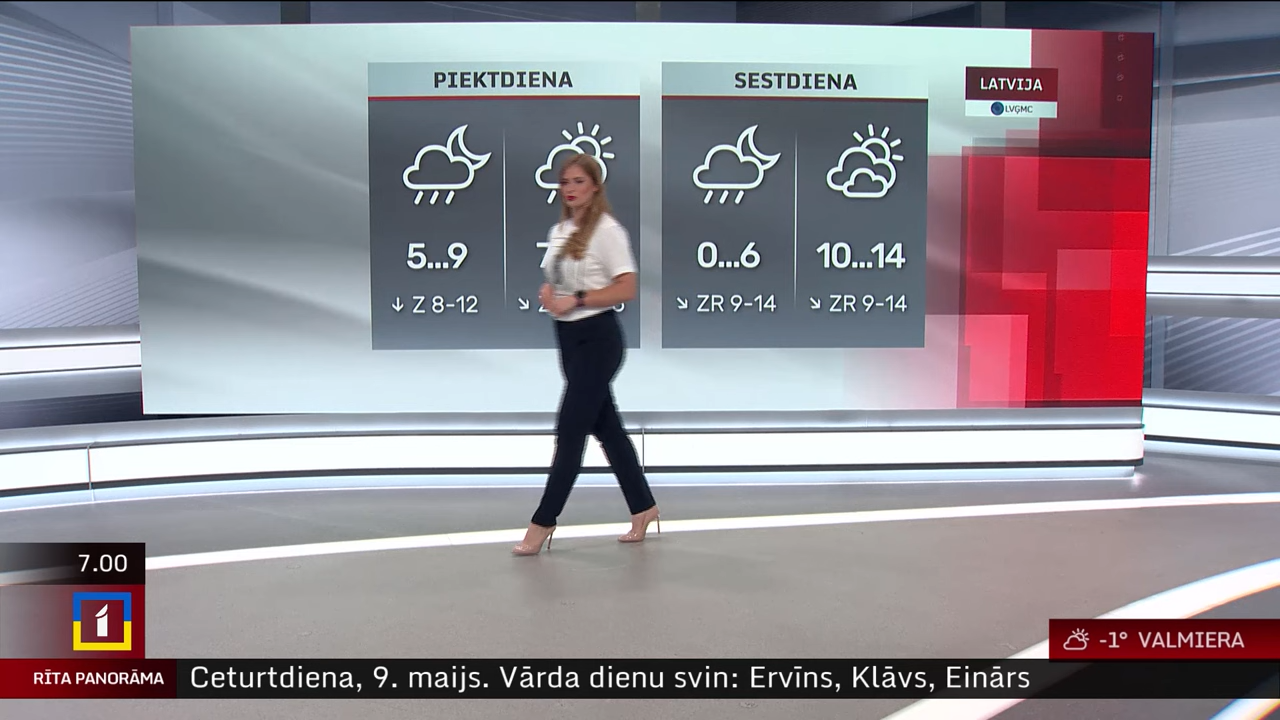 PIEKTDIENA
SESTDIENA
LATVIJA
LVĢMC
5...9
0...6
10...14
Z 8-12
ZR 9-14
ZR 9-14
7.00
1
-1° VALMIERA
RĪTA PANORĀMA
Ceturtdiena, 9. maijs. Vārda dienu svin: Ervīns, Klāvs, Einārs